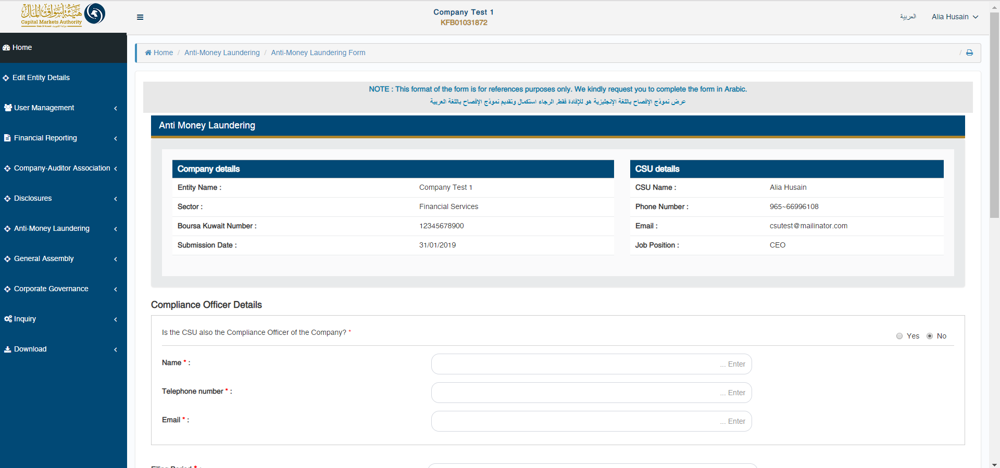 هيئة أسواق المال
Capital Markets Authority
Company Test 1
KFB01031872
العربية
Alia Husain
Home
Edit Entity Details
User Management
Financial Reporting
Company-Auditor Association
Disclosures
Anti-Money Laundering
General Assembly
Corporate Governance
Inquiry
Download
Home / Anti-Money Laundering / Anti-Money Laundering Form /
NOTE : This format of the form is for references purposes only. We kindly request you to complete the form in Arabic.
عرض نموذج الإفصاح باللغة الإنجليزية هو للإفادة فقط. الرجاء استكمال وتقديم نموذج الإفصاح باللغة العربية
Anti Money Laundering
Company details
Entity Name : Company Test 1
Sector : Financial Services
Boursa Kuwait Number : 12345678900
Submission Date : 31/01/2019
CSU details
CSU Name : Alia Husain
Phone Number : 965~66996108
Email : csutest@mailinator.com
Job Position : CEO
Compliance Officer Details
Is the CSU also the Compliance Officer of the Company? *
Yes No
Name * : ... Enter
Telephone number * : ... Enter
Email * : ... Enter
Filing Period * :